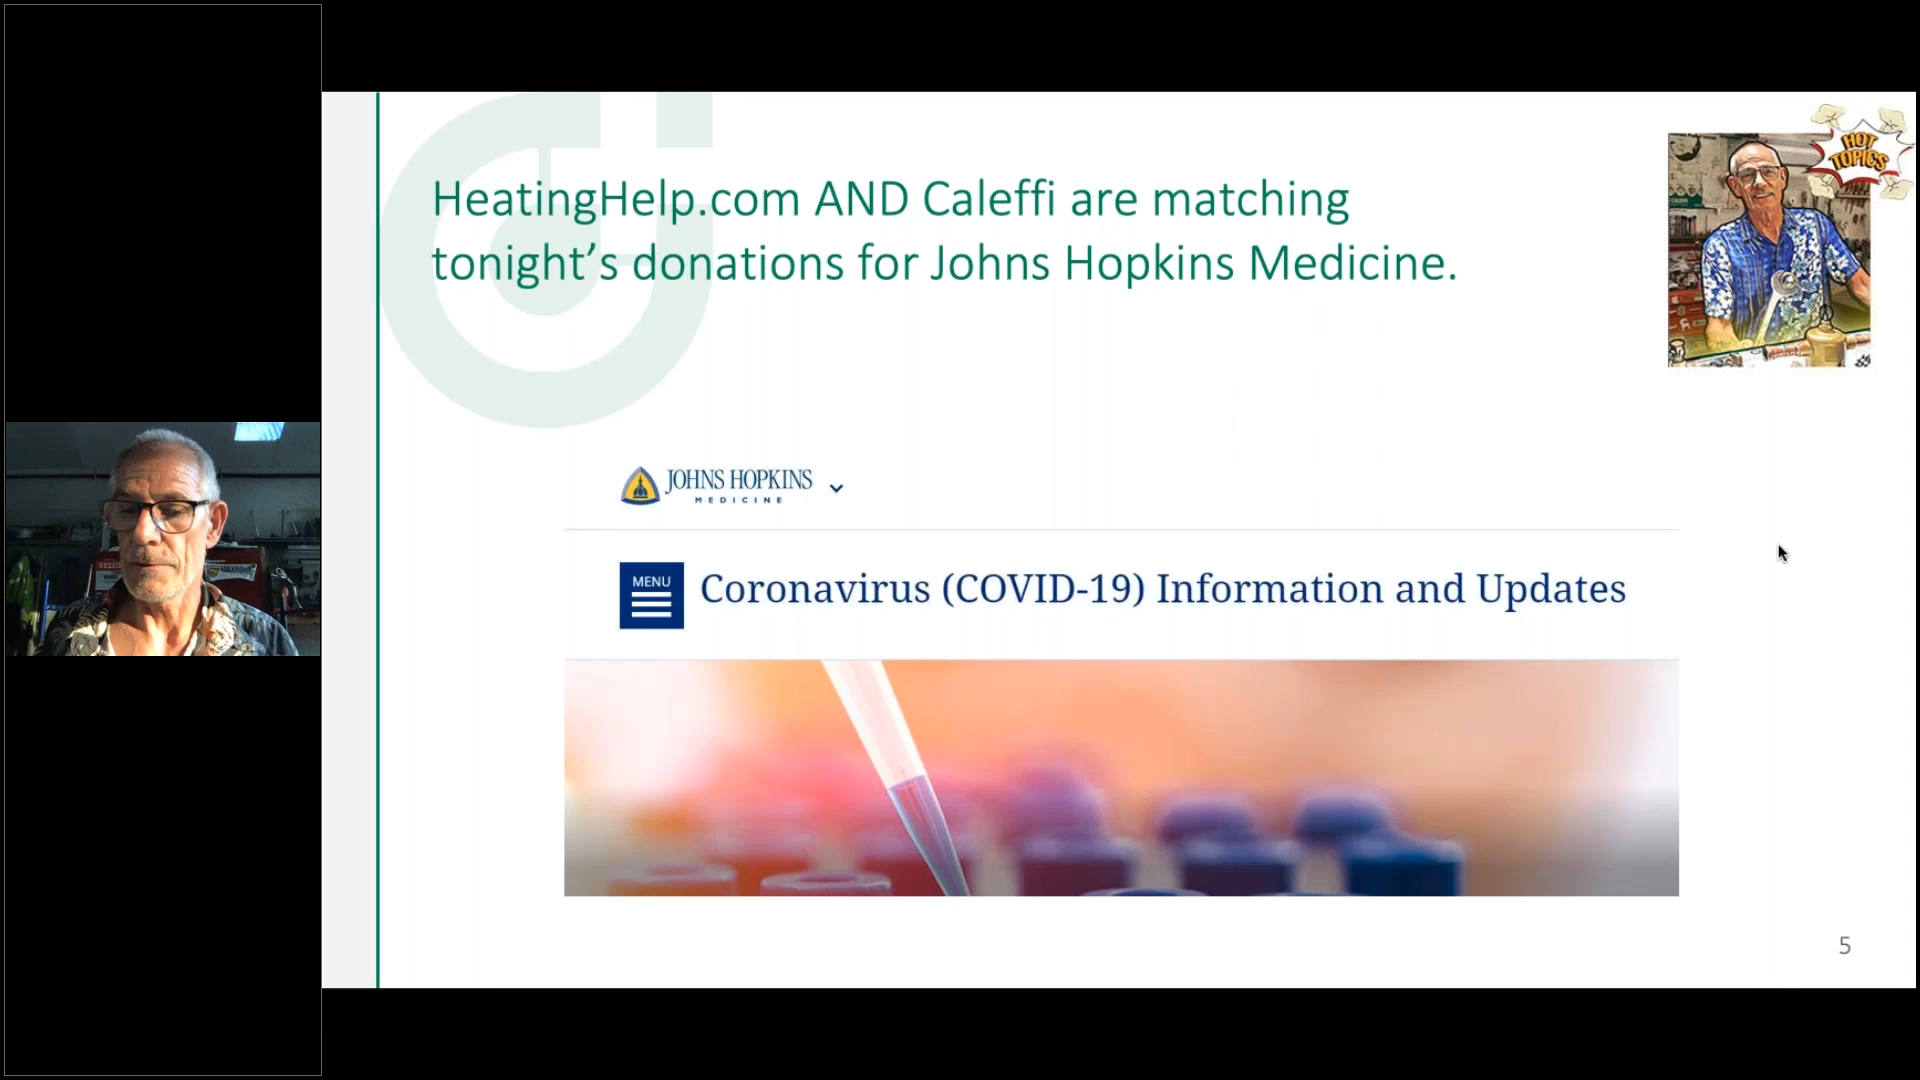 HeatingHelp.com AND Caleffi are matching
tonight’s donations for Johns Hopkins Medicine.
HOT
TOPICS
JOHNS HOPKINS
MEDICINE
MENU
Coronavirus (COVID-19) Information and Updates
VELUX
5